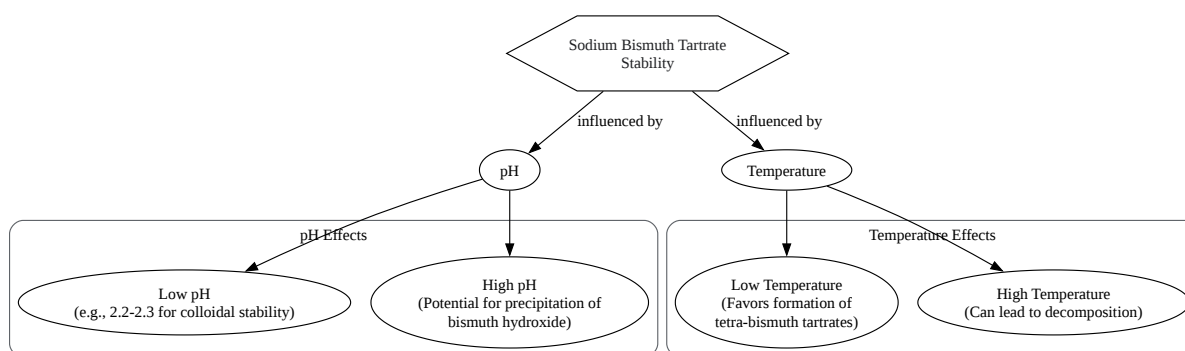 Sodium Bismuth Tartrate
Stability
influenced by
influenced by
pH
Temperature
pH Effects
Temperature Effects
Low pH
(e.g., 2.2-2.3 for colloidal stability)
High pH
(Potential for precipitation of
bismuth hydroxide)
Low Temperature
(Favors formation of
tetra-bismuth tartrates)
High Temperature
(Can lead to decomposition)